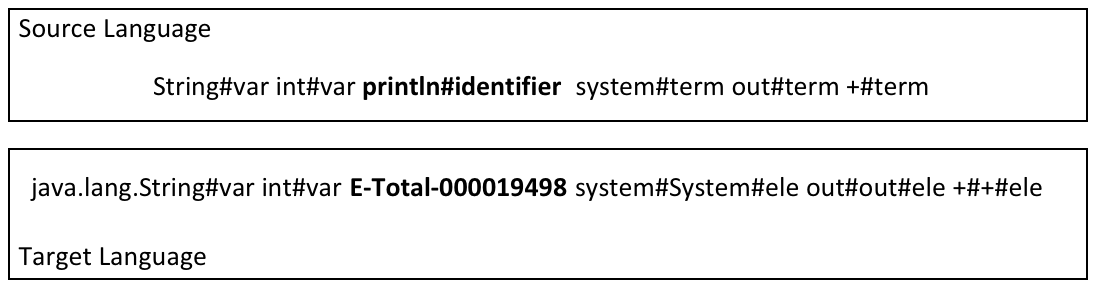 Source Language
String#var int#var println#identifier system#term out#term +#term
java.lang.String#var int#var E-Total-000019498 system#System#ele out#out#ele +#+#ele
Target Language